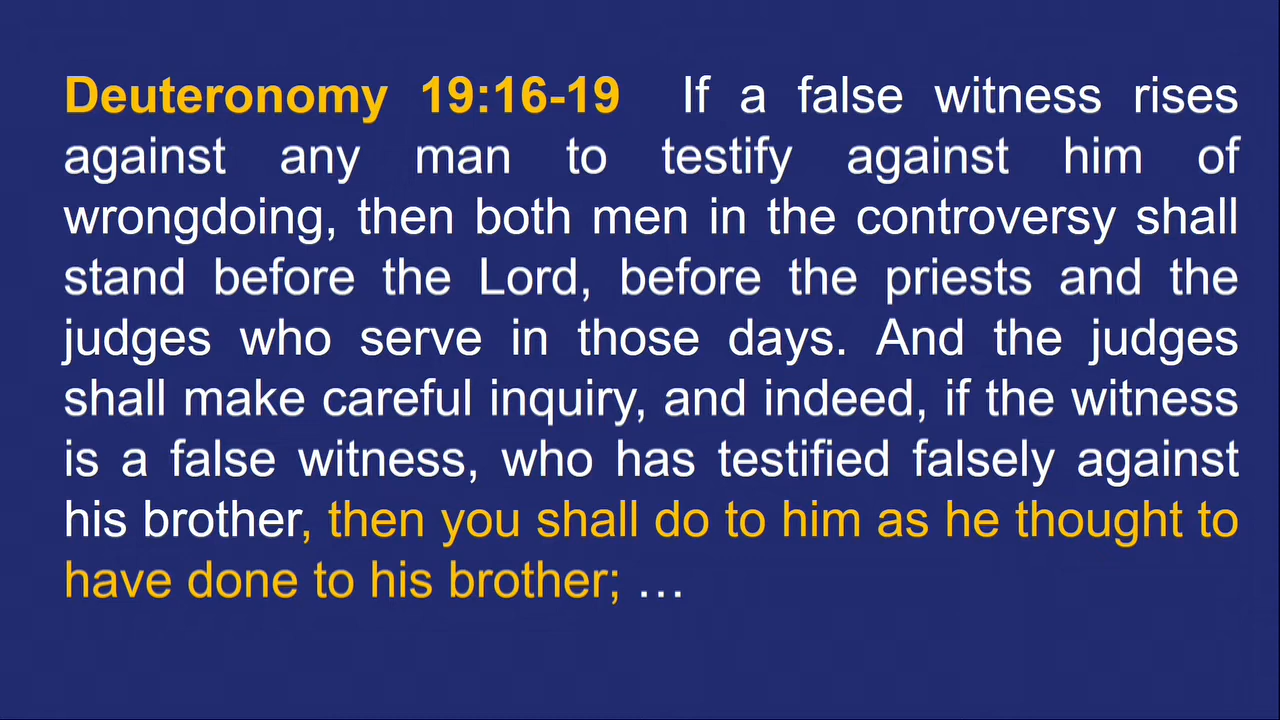 Deuteronomy 19:16-19 If a false witness rises
against any man to testify against him of
wrongdoing, then both men in the controversy shall
stand before the Lord, before the priests and the
judges who serve in those days. And the judges
shall make careful inquiry, and indeed, if the witness
is a false witness, who has testified falsely against
his brother, then you shall do to him as he thought to
have done to his brother; …